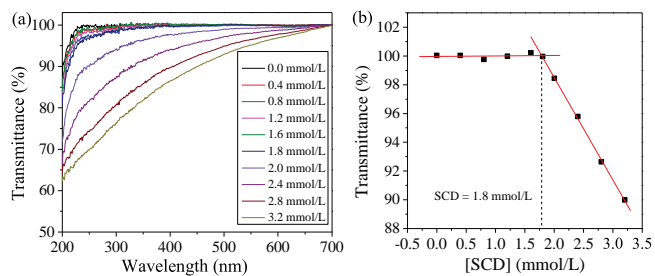 (a)
100
90
80
70
60
50
200 300 400 500 600 700
Transmittance (%)
Wavelength (nm)
0.0 mmol/L
0.4 mmol/L
0.8 mmol/L
1.2 mmol/L
1.6 mmol/L
1.8 mmol/L
2.0 mmol/L
2.4 mmol/L
2.8 mmol/L
3.2 mmol/L
(b)
104
102
100
98
96
94
92
90
88
-0.5 0.0 0.5 1.0 1.5 2.0 2.5 3.0 3.5
Transmittance (%)
SCD = 1.8 mmol/L
[SCD] (mmol/L)